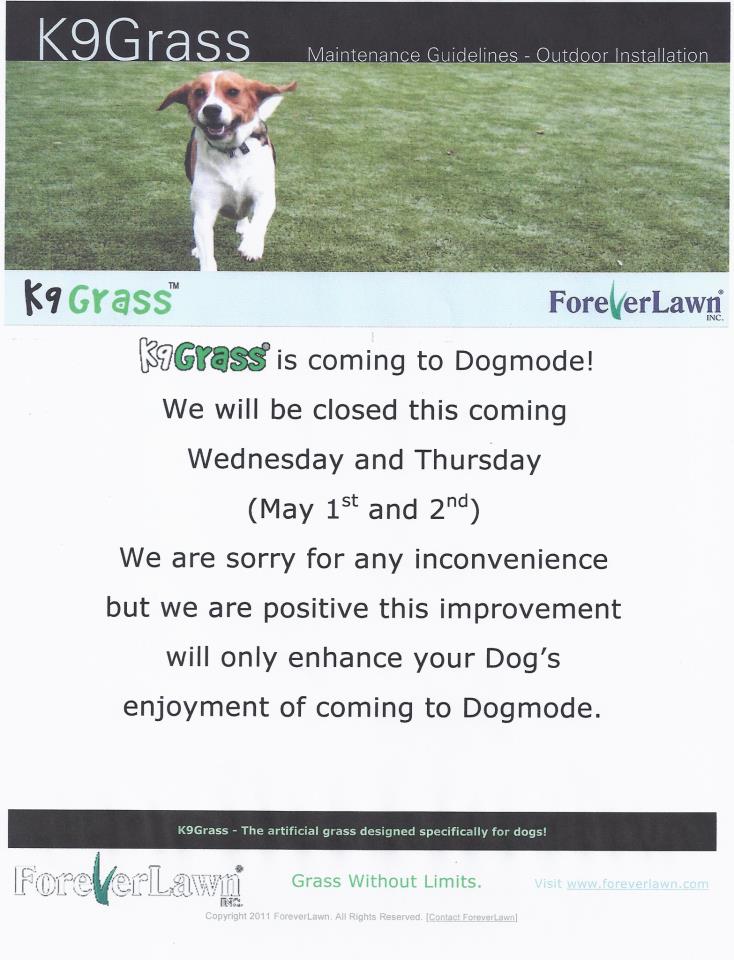 K9Grass
Maintenance Guidelines - Outdoor Installation
K9 Grass™
ForeverLawn® INC.
K9Grass® is coming to Dogmode!
We will be closed this coming
Wednesday and Thursday
(May 1st and 2nd)
We are sorry for any inconvenience
but we are positive this improvement
will only enhance your Dog's
enjoyment of coming to Dogmode.
K9Grass - The artificial grass designed specifically for dogs!
ForeverLawn® INC.
Grass Without Limits.
Visit www.foreverlawn.com
Copyright 2011 ForeverLawn. All Rights Reserved. [Contact ForeverLawn]